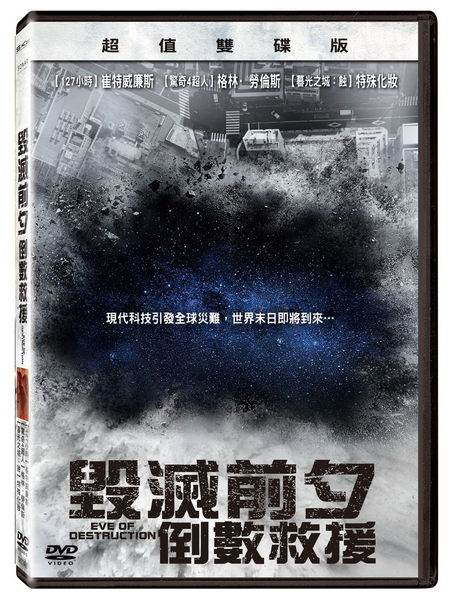 超值雙碟版
【127小時】崔特威廉斯 【驚奇4超人】格林·勞倫斯 【暮光之城：蝕】特殊化妝
現代科技引發全球災難，世界末日即將到來…
毀滅前夕
EVE OF
DESTRUCTION
倒數救援
DVD
VIDEO
毀滅前夕 倒數救援
DVD